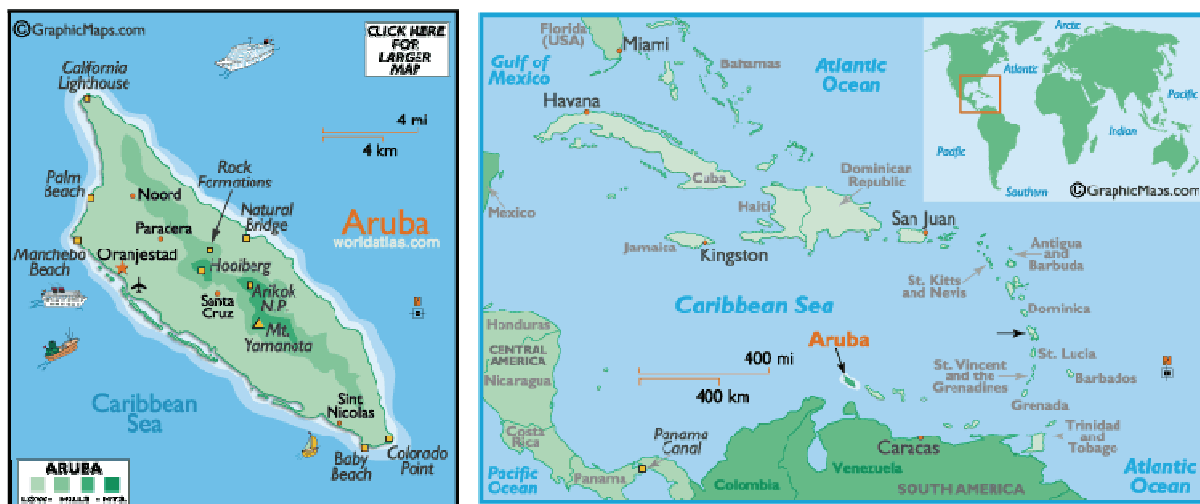 ©GraphicMaps.com
CLICK HERE
FOR
LARGER
MAP
California
Lighthouse
4 mi
4 km
Rock
Formations
Palm
Beach
Noord
Natural
Bridge
Paracera
Aruba
worldatlas.com
Manchebo
Beach
Oranjestad
Hooiberg
Santa
Cruz
Arikok
N.P.
Mt.
Yamanota
Caribbean
Sea
Sint
Nicolas
Baby
Beach
Colorado
Point
ARUBA
LOW - HILLS - MTS.
Florida
(USA)
Miami
Gulf of
Mexico
Bahamas
Atlantic
Ocean
Havana
Cuba
Mexico
Dominican
Republic
Haiti
San Juan
Jamaica
Kingston
Antigua
and
Barbuda
St. Kitts
and Nevis
Caribbean Sea
Dominica
Honduras
CENTRAL
AMERICA
Nicaragua
Aruba
400 mi
400 km
St. Lucia
St. Vincent
and the
Grenadines
Barbados
Grenada
Costa
Rica
Panama
Canal
Trinidad
and
Tobago
Caracas
Venezuela
Pacific
Ocean
Panama
Colombia
SOUTH AMERICA
Atlantic
Ocean
Arctic
Atlantic
Pacific
Indian
Pacific
Southern
©GraphicMaps.com